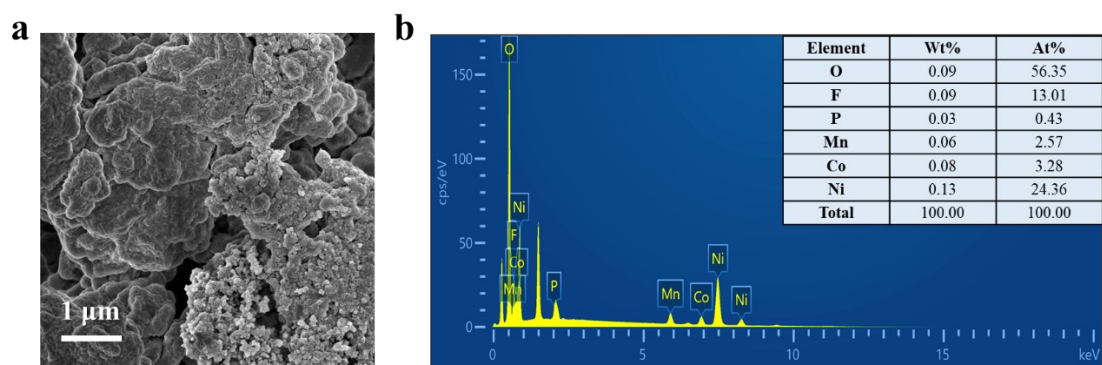 a
1 μm
b
Element Wt% At%
O 0.09 56.35
F 0.09 13.01
P 0.03 0.43
Mn 0.06 2.57
Co 0.08 3.28
Ni 0.13 24.36
Total 100.00 100.00
cps/eV
150
100
50
0
O
Ni
F
Co
Mn
P
Mn
Co
Ni
Ni
0 5 10 15 keV